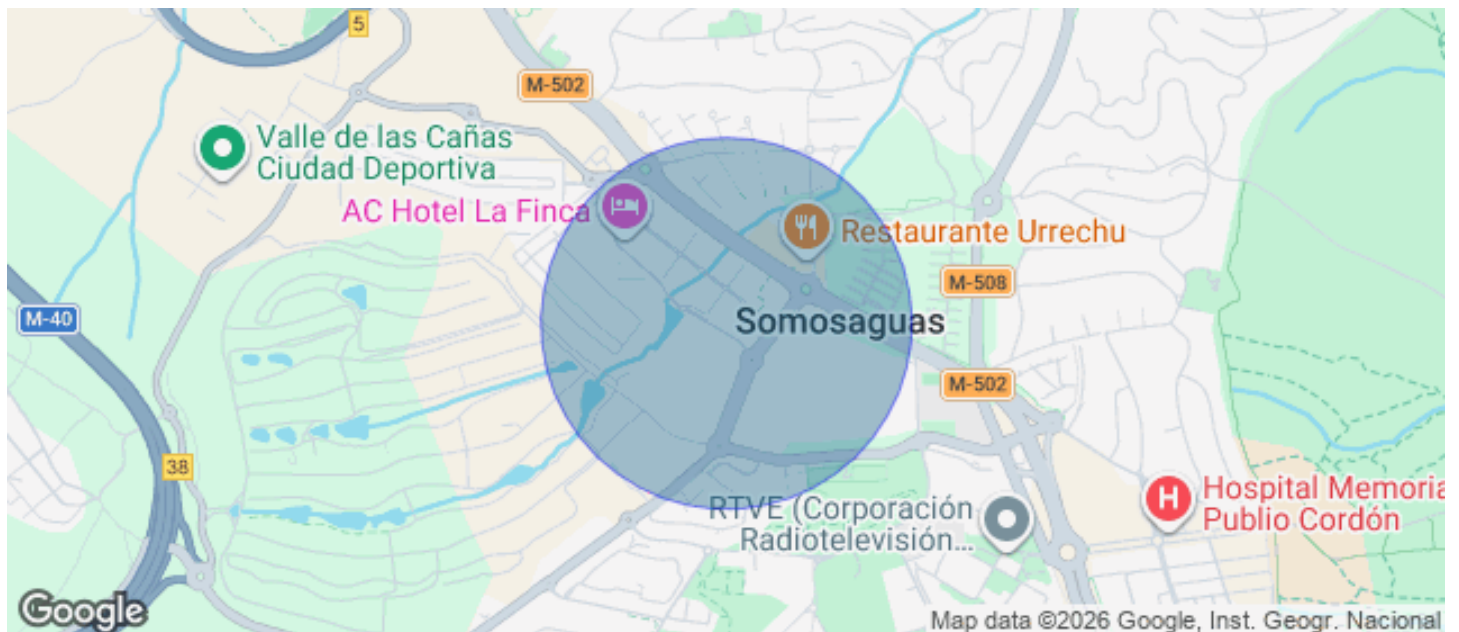 5
M-502
Valle de las Cañas
Ciudad Deportiva
AC Hotel La Finca
Restaurante Urrechu
M-508
M-40
Somosaguas
M-502
38
Hospital Memoria
Publio Cordón
RTVE (Corporación
Radiotelevisión...
Google
Map data ©2026 Google, Inst. Geogr. Nacional